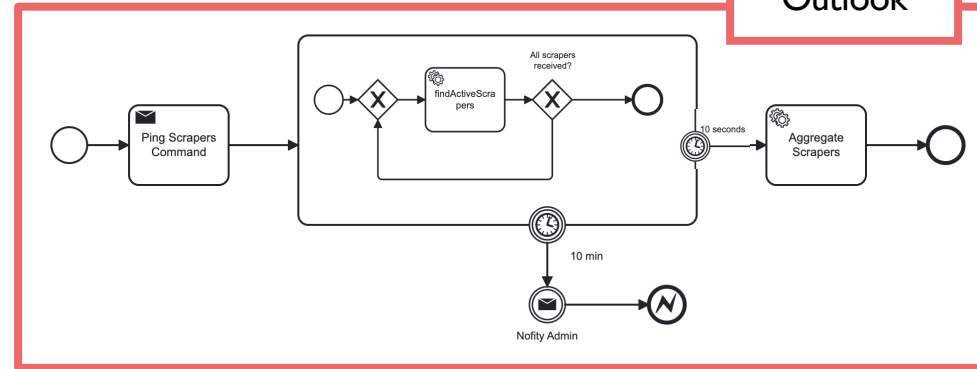 Outlook
All scrapers
received?
findActiveScra
pers
Ping Scrapers
Command
10 seconds
Aggregate
Scrapers
10 min
Nofity Admin